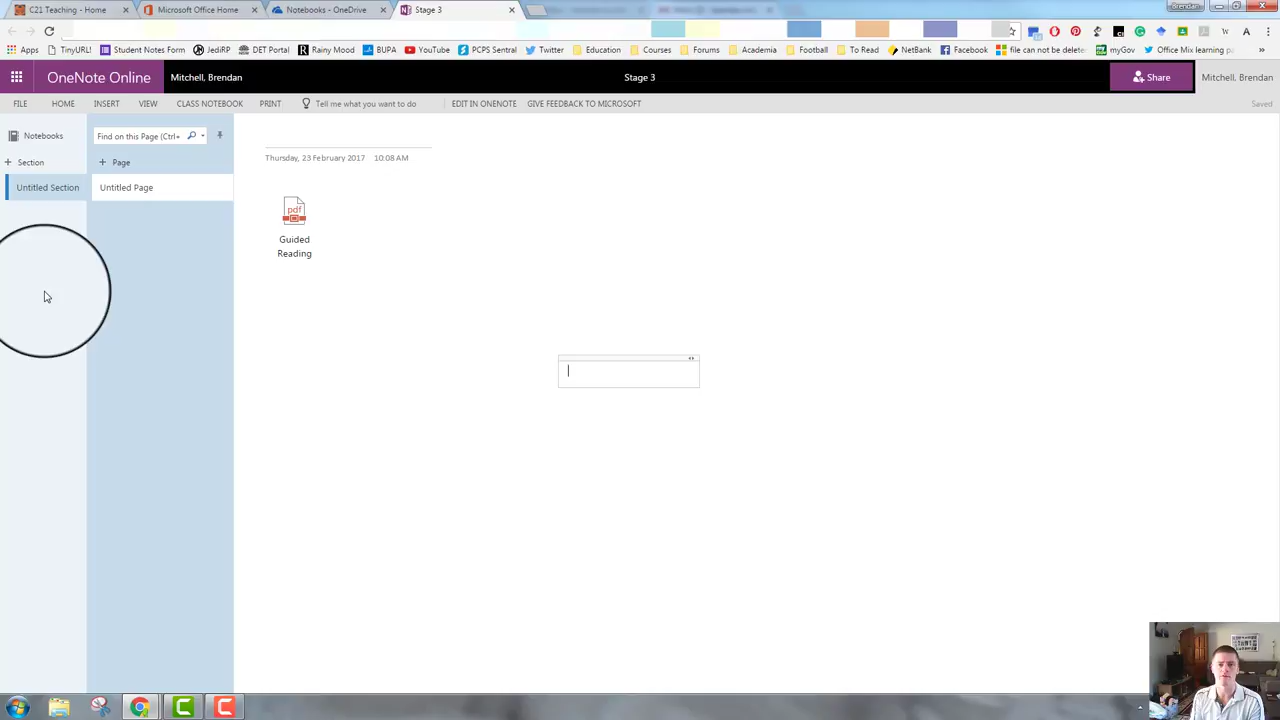 C21 Teaching - Home
Microsoft Office Home
Notebooks - OneDrive
Stage 3
Brendan
Apps
TinyURL!
Student Notes Form
JediRP
DET Portal
Rainy Mood
BUPA
YouTube
PCPS Sentral
Twitter
Education
Courses
Forums
Academia
Football
To Read
NetBank
Facebook
file can not be delete
myGov
Office Mix learning p
OneNote Online
Mitchell, Brendan
Stage 3
Share
Mitchell, Brendan
FILE
HOME
INSERT
VIEW
CLASS NOTEBOOK
PRINT
Tell me what you want to do
EDIT IN ONENOTE
GIVE FEEDBACK TO MICROSOFT
Saved
Notebooks
Find on this Page (Ctrl+
Section
Page
Untitled Section
Untitled Page
Thursday, 23 February 2017 10:08 AM
pdf
Guided
Reading